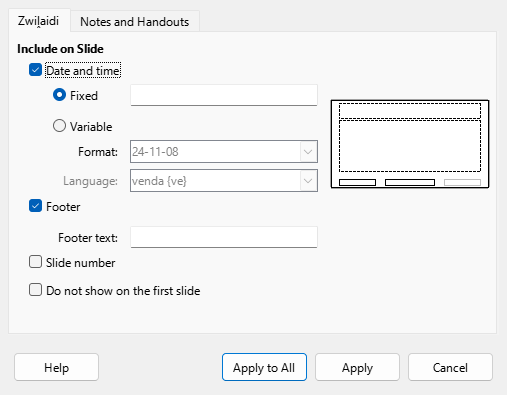 Zwiḽaidi
Notes and Handouts
Include on Slide
Date and time
Fixed
Variable
Format: 24-11-08
Language: venda {ve}
Footer
Footer text:
Slide number
Do not show on the first slide
Help
Apply to All
Apply
Cancel